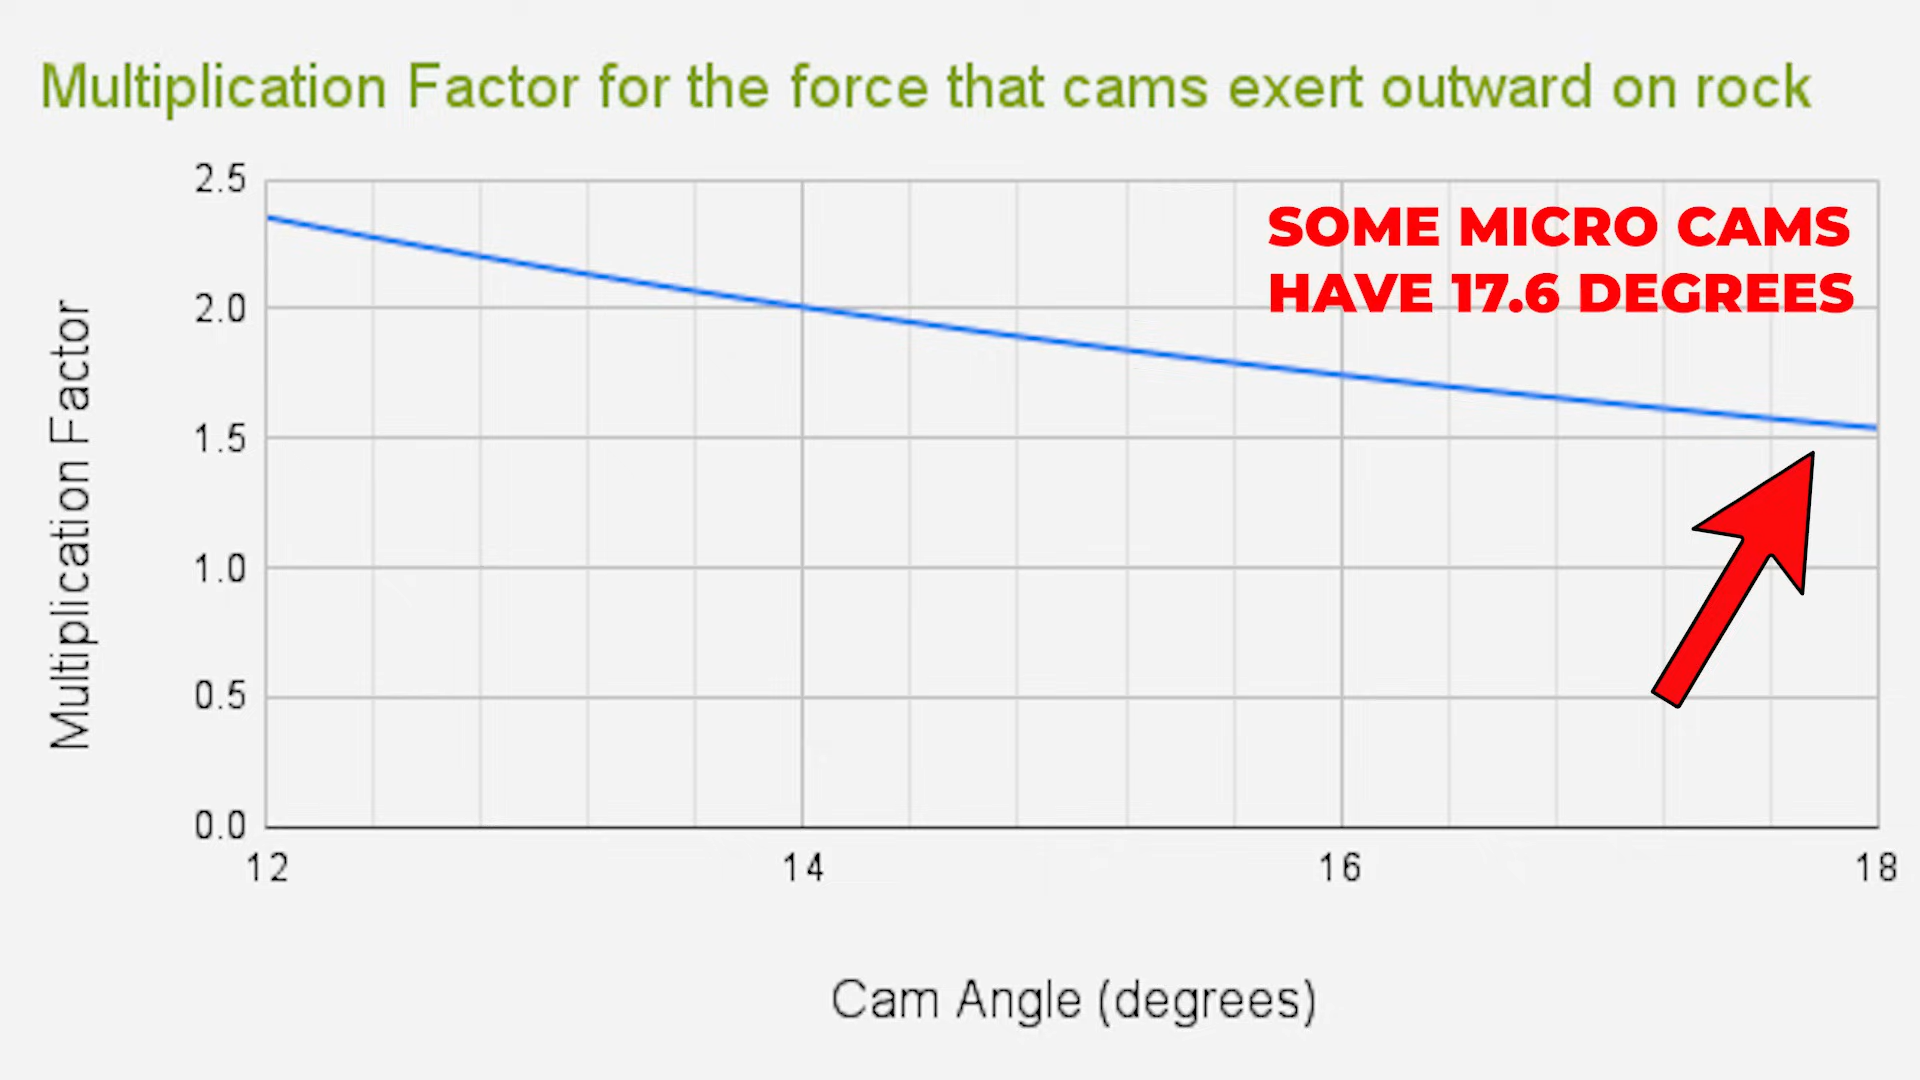 Multiplication Factor for the force that cams exert outward on rock
SOME MICRO CAMS
HAVE 17.6 DEGREES
Multiplication Factor
2.5
2.0
1.5
1.0
0.5
0.0
12 14 16 18
Cam Angle (degrees)